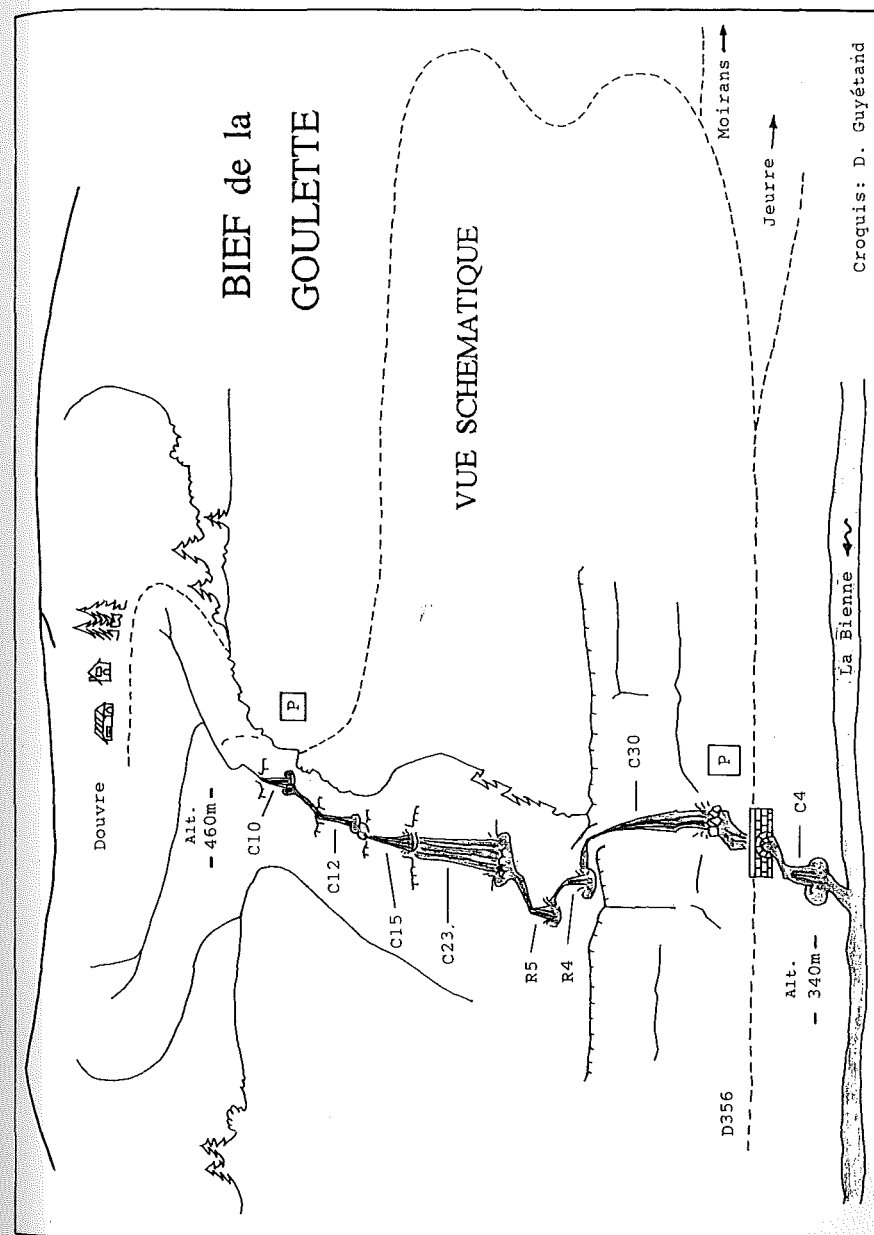 BIEF de la
GOULETTE
VUE SCHEMATIQUE
Douvre
Alt.
- 460m -
C10
P
C12
C15
C23.
R5
R4
C30
P
C4
Alt.
- 340m -
D356
La Bienne
Moirans
Jeurre
Croquis: D. Guyétand